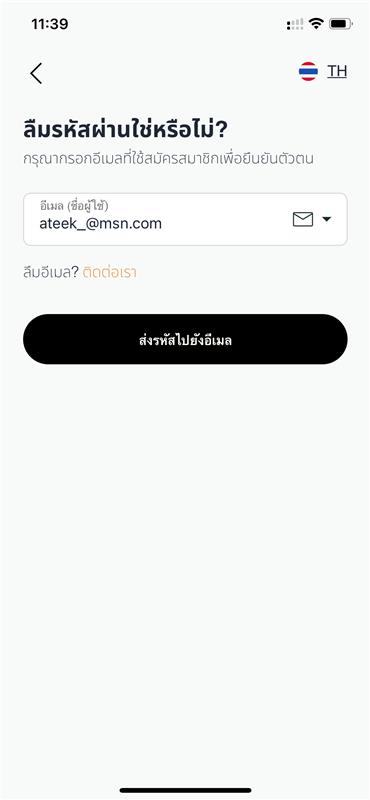 11:39
TH
ลืมรหัสผ่านใช่หรือไม่?
กรุณากรอกอีเมลที่ใช้สมัครสมาชิกเพื่อยืนยันตัวตน
อีเมล (ชื่อผู้ใช้)
ateek_@msn.com
ลืมอีเมล? ติดต่อเรา
ส่งรหัสไปยังอีเมล